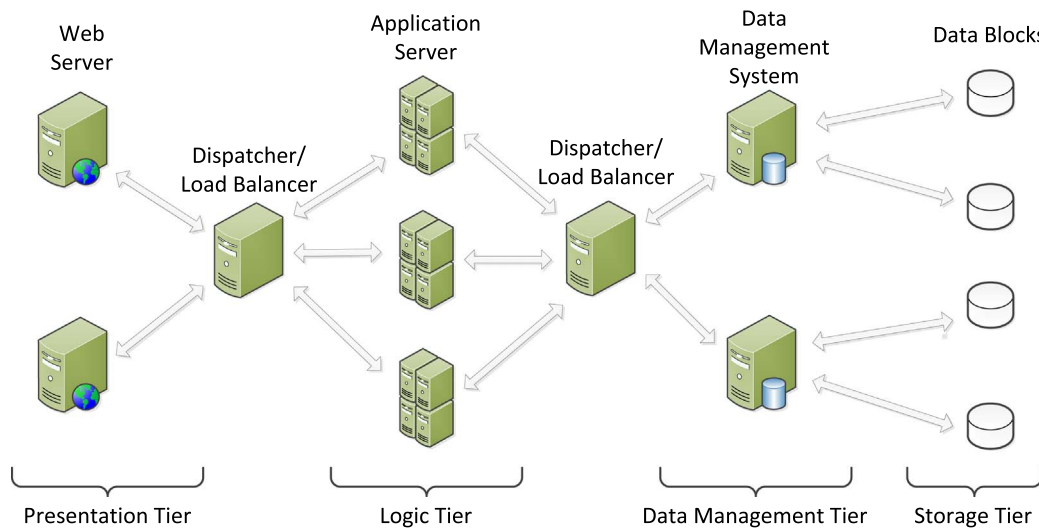 Web
Server
Application
Server
Data
Management
System
Data Blocks
Dispatcher/
Load Balancer
Dispatcher/
Load Balancer
Presentation Tier
Logic Tier
Data Management Tier
Storage Tier